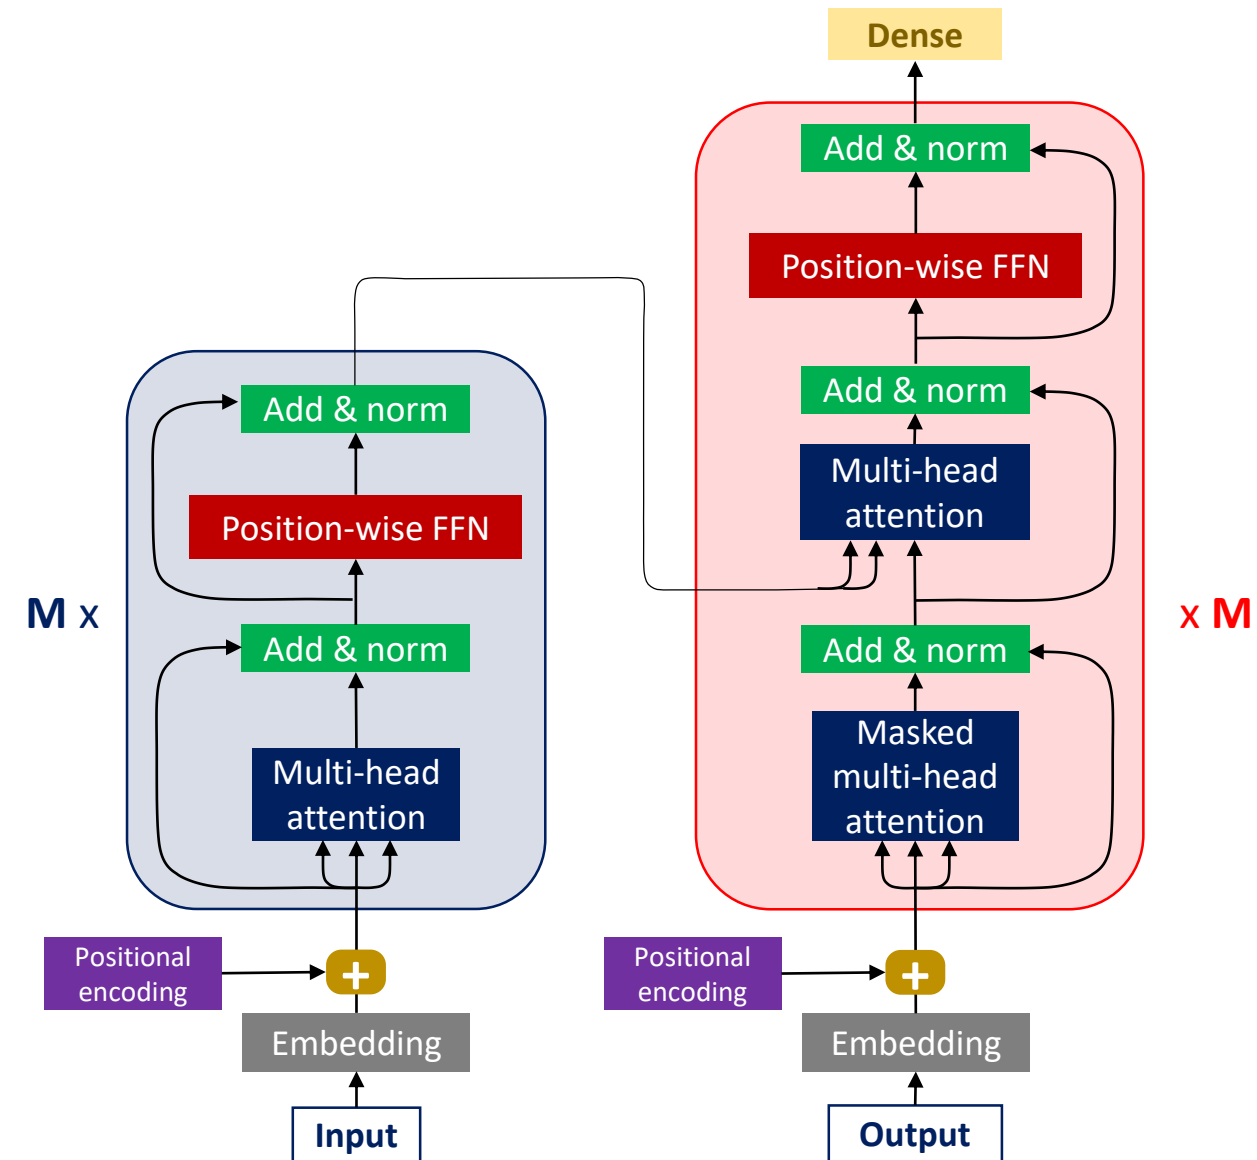 Dense
Add & norm
Position-wise FFN
Add & norm
Multi-head
attention
Add & norm
Masked
multi-head
attention
x M
Positional
encoding
+
Embedding
Output
Add & norm
Position-wise FFN
M x
Add & norm
Multi-head
attention
Positional
encoding
+
Embedding
Input